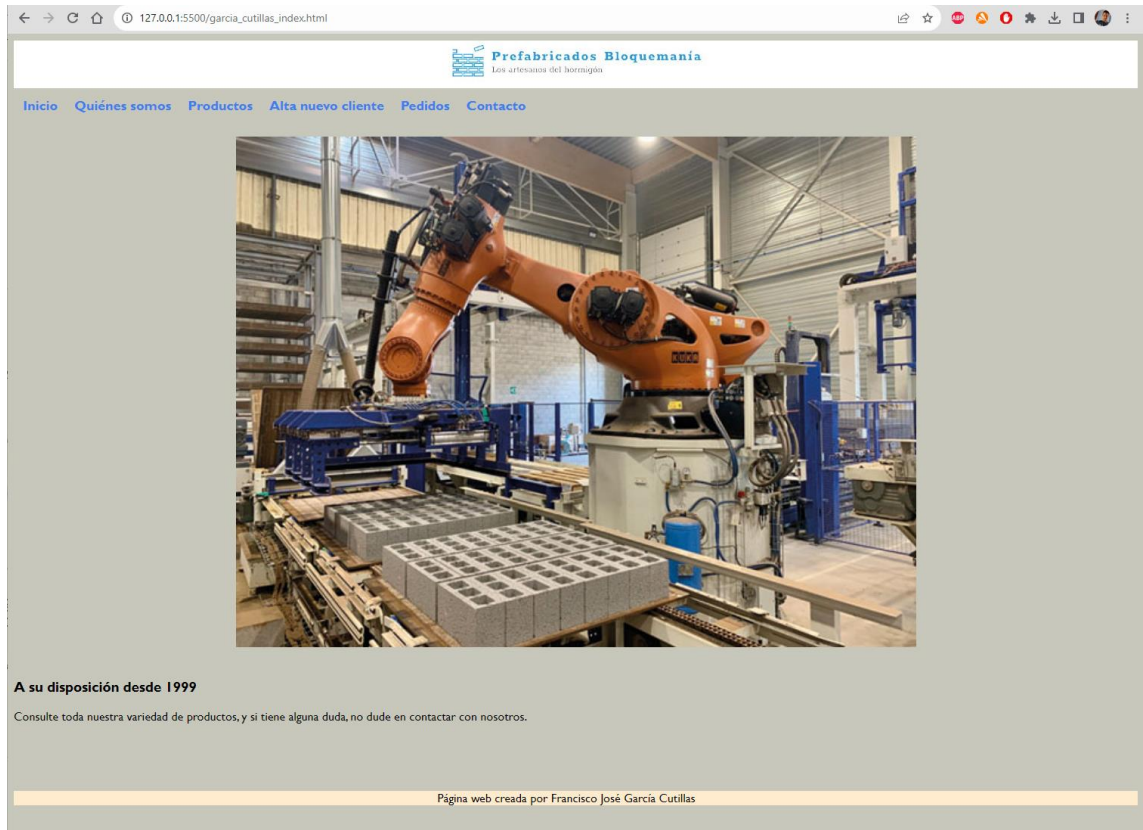 127.0.0.1:5500/garcia_cutillas_index.html
ABP
Prefabricados Bloquemanía
Los artesanos del hormigón
Inicio Quiénes somos Productos Alta nuevo cliente Pedidos Contacto
KUKA
A su disposición desde 1999
Consulte toda nuestra variedad de productos, y si tiene alguna duda, no dude en contactar con nosotros.
Página web creada por Francisco José García Cutillas